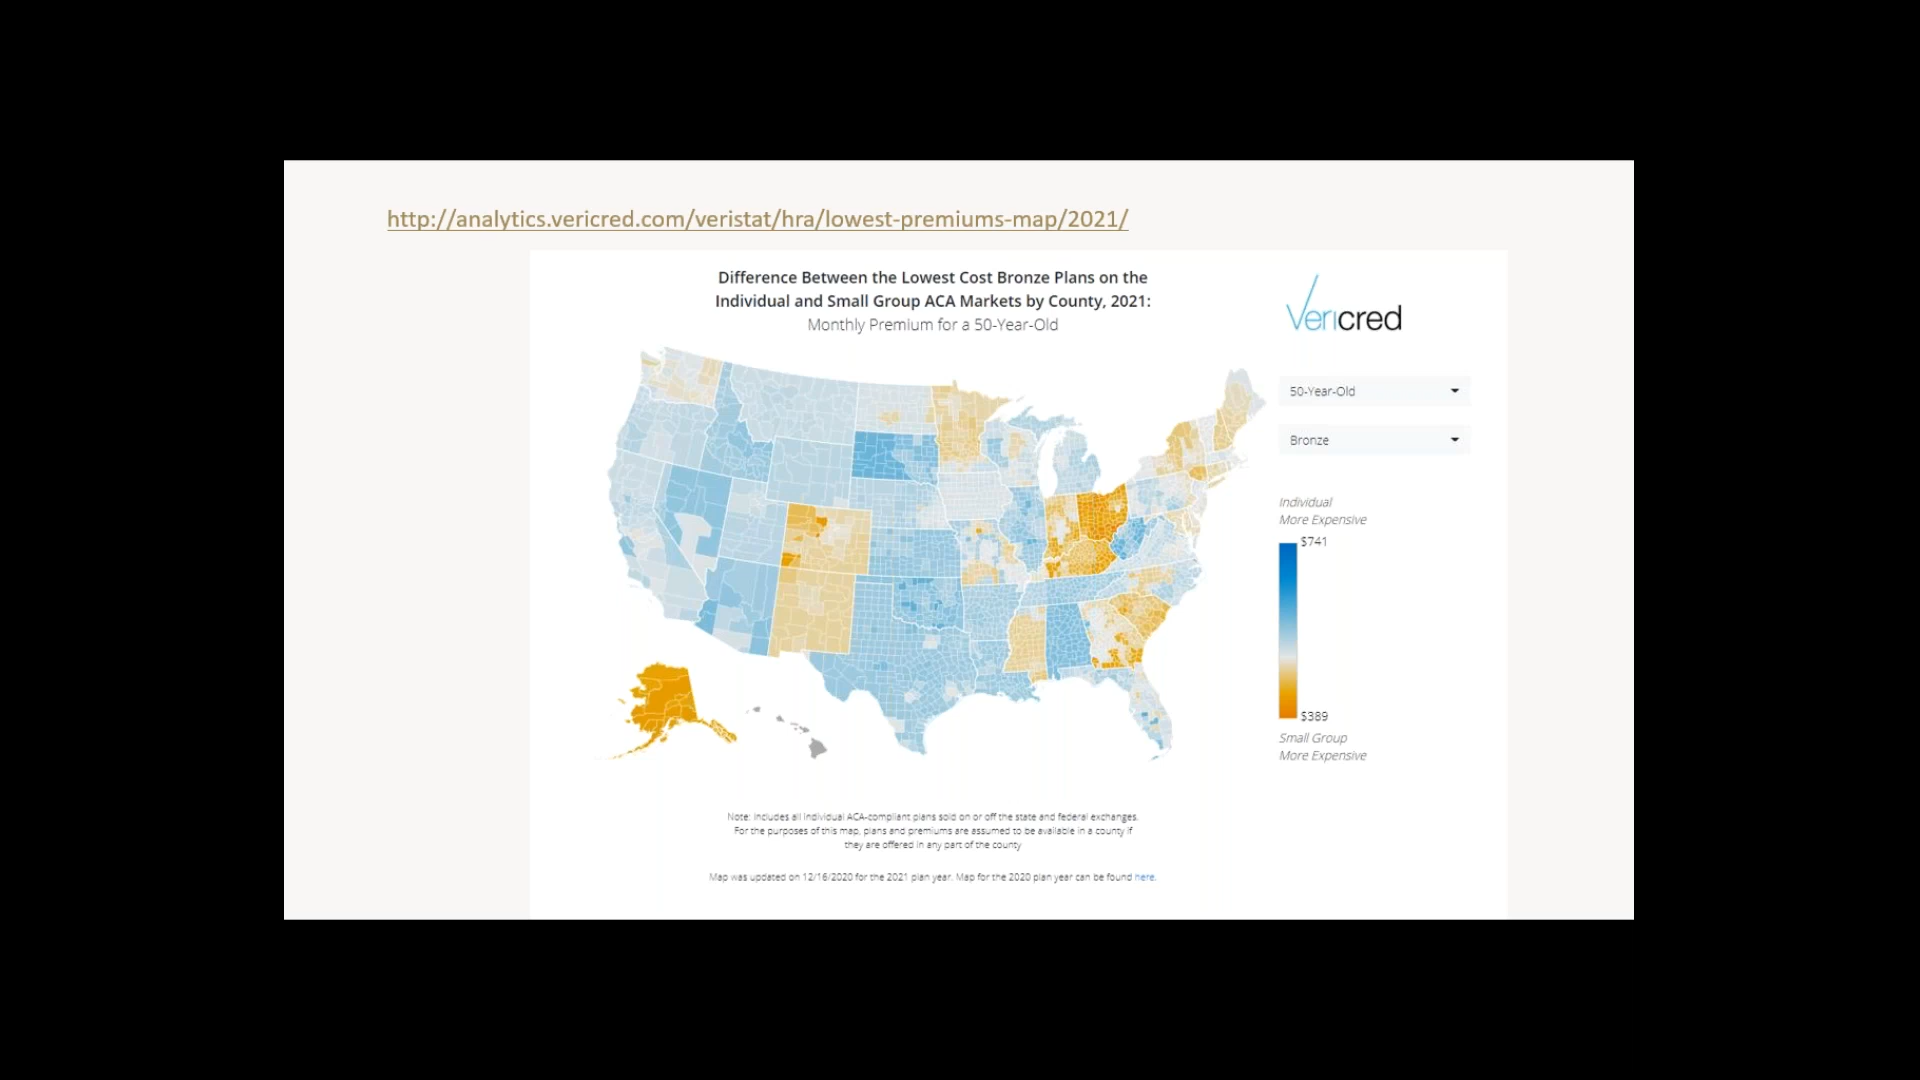 http://analytics.vericred.com/veristat/hra/lowest-premiums-map/2021/
Difference Between the Lowest Cost Bronze Plans on the
Individual and Small Group ACA Markets by County, 2021:
Monthly Premium for a 50-Year-Old
Vericred
50-Year-Old
Bronze
Individual
More Expensive
$741
$389
Small Group
More Expensive
Note: Includes all individual ACA-compliant plans sold on or off the state and federal exchanges.
For the purposes of this map, plans and premiums are assumed to be available in a county if
they are offered in any part of the county
Map was updated on 12/16/2020 for the 2021 plan year. Map for the 2020 plan year can be found here.